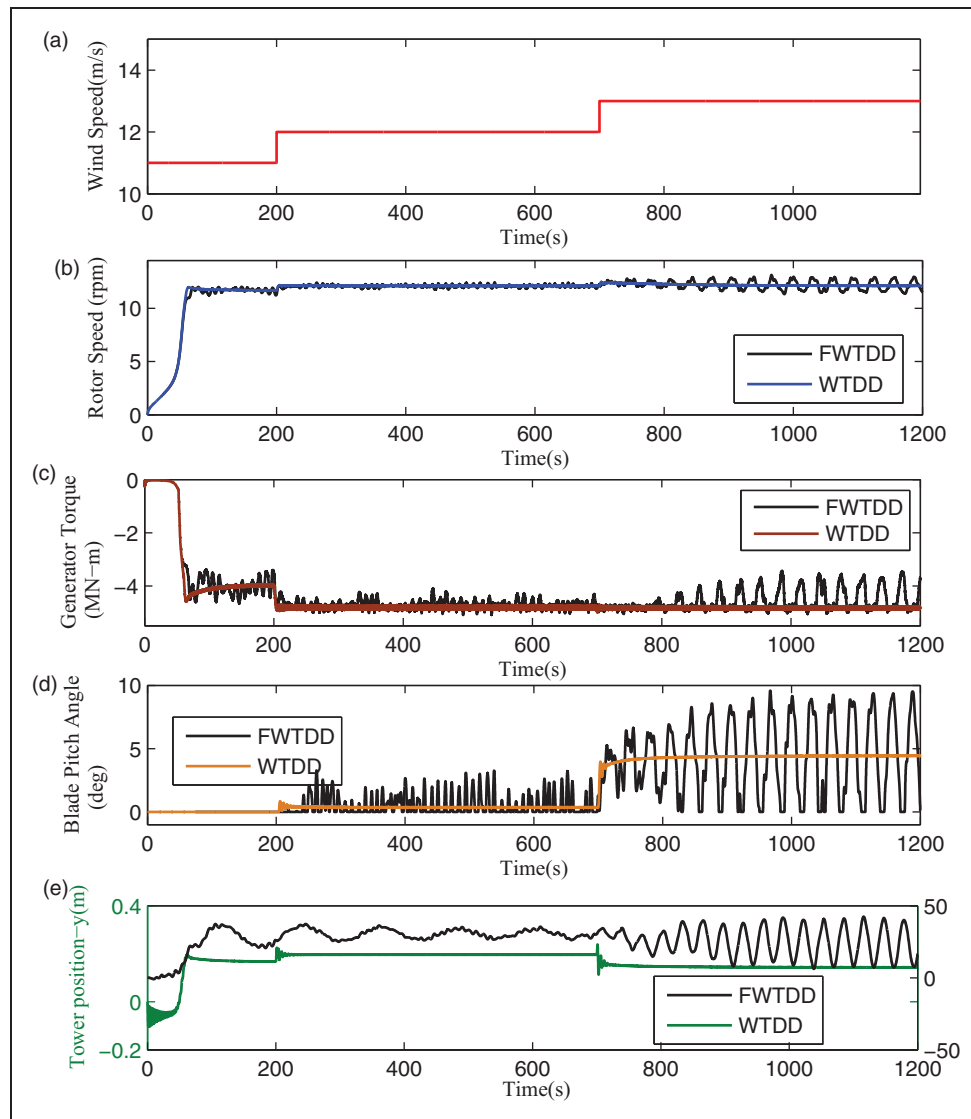 (a)
Wind Speed(m/s)
14
12
10
0
200
400
600
800
1000
Time(s)
(b)
Rotor Speed (rpm)
10
5
0
FWTDD
WTDD
0
200
400
600
800
1000
1200
Time(s)
(c)
Generator Torque
(MN−m)
0
−2
−4
FWTDD
WTDD
0
200
400
600
800
1000
1200
Time(s)
(d)
Blade Pitch Angle
(deg)
10
5
0
FWTDD
WTDD
0
200
400
600
800
1000
1200
Time(s)
(e)
Tower position−y(m)
0.4
0
−0.2
50
0
−50
FWTDD
WTDD
0
200
400
600
800
1000
1200
Time(s)